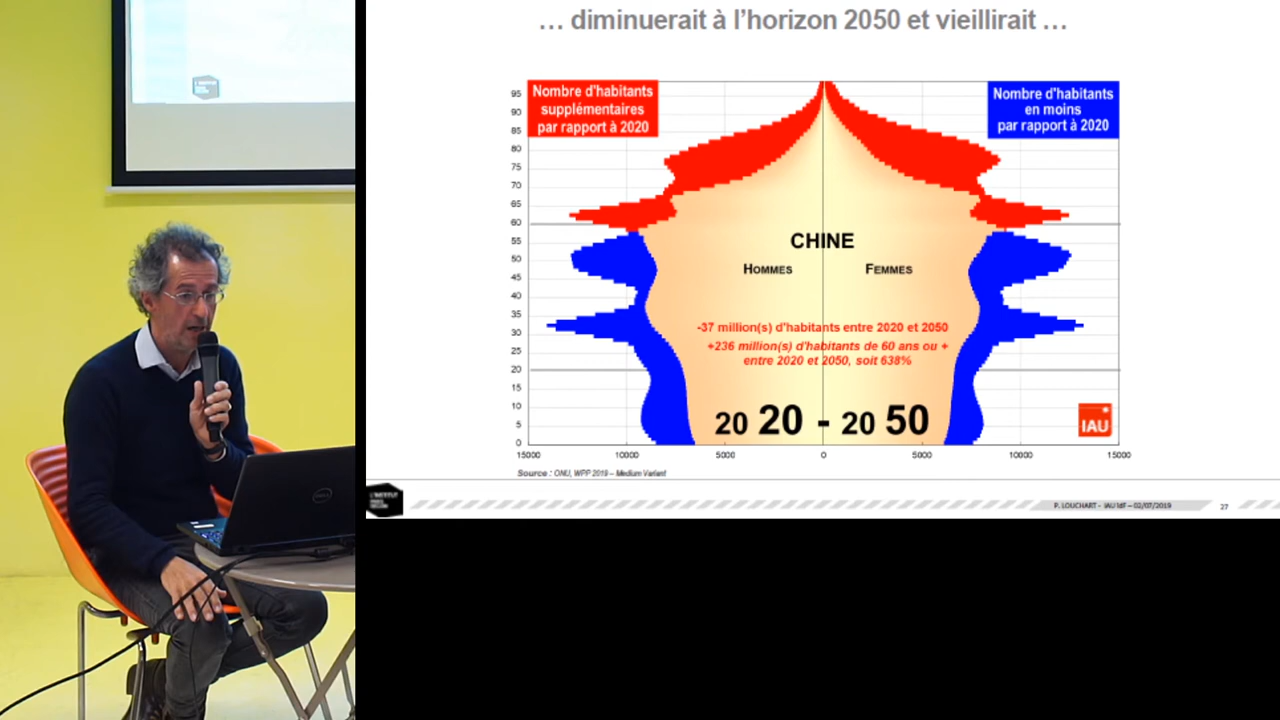 … diminuerait à l'horizon 2050 et vieillirait …
Nombre d'habitants
supplémentaires
par rapport à 2020
Nombre d'habitants
en moins
par rapport à 2020
95
90
85
80
75
70
65
60
55
50
45
40
35
30
25
20
15
10
5
0
CHINE
HOMMES
FEMMES
-37 million(s) d'habitants entre 2020 et 2050
+236 million(s) d'habitants de 60 ans ou +
entre 2020 et 2050, soit 638%
20 20 - 20 50
IAU
15000 10000 5000 0 5000 10000 15000
Source : ONU, WPP 2019 – Medium Variant
L'INSTITUT
P. LOUCHART - IAU IdF – 02/07/2019
27
DELL